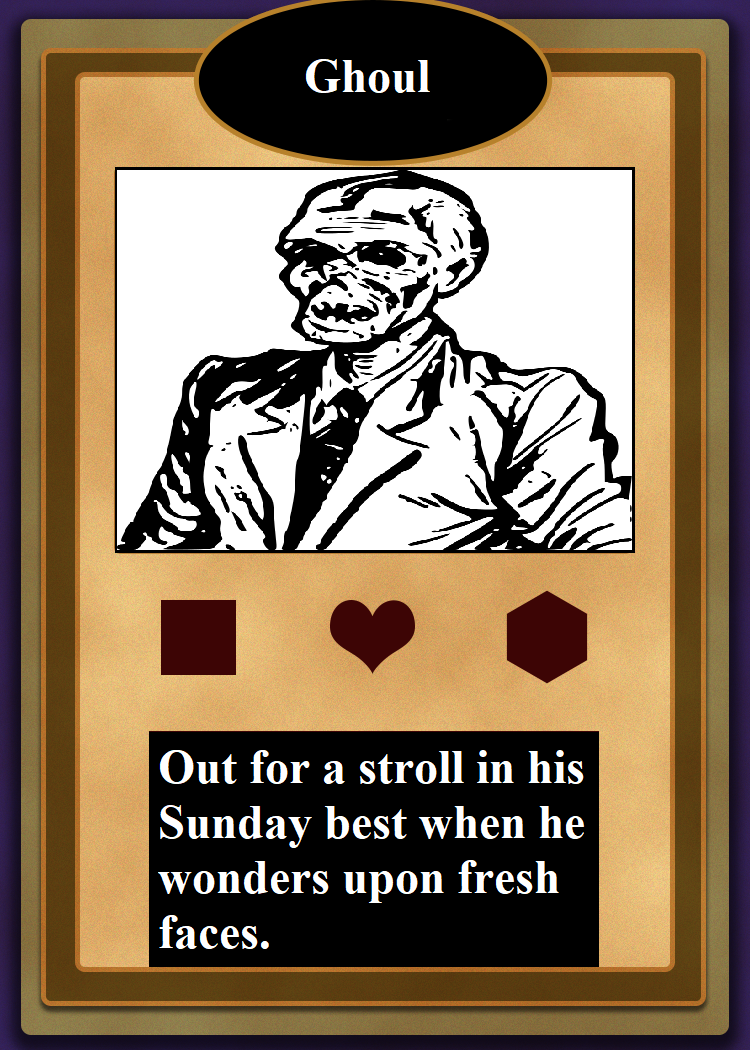 Ghoul
Out for a stroll in his
Sunday best when he
wonders upon fresh
faces.